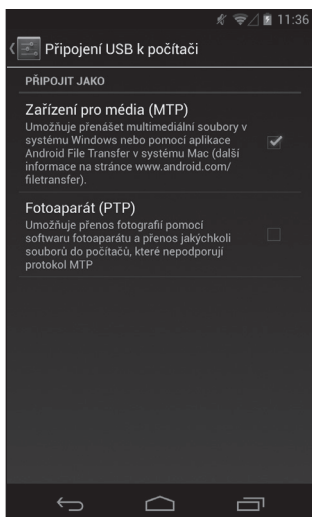 11:36
Připojení USB k počítači
PŘIPOJIT JAKO
Zařízení pro média (MTP)
Umožňuje přenášet multimediální soubory v
systému Windows nebo pomocí aplikace
Android File Transfer v systému Mac (další
informace na stránce www.android.com/
filetransfer).
Fotoaparát (PTP)
Umožňuje přenos fotografií pomocí
softwaru fotoaparátu a přenos jakýchkoli
souborů do počítačů, které nepodporují
protokol MTP